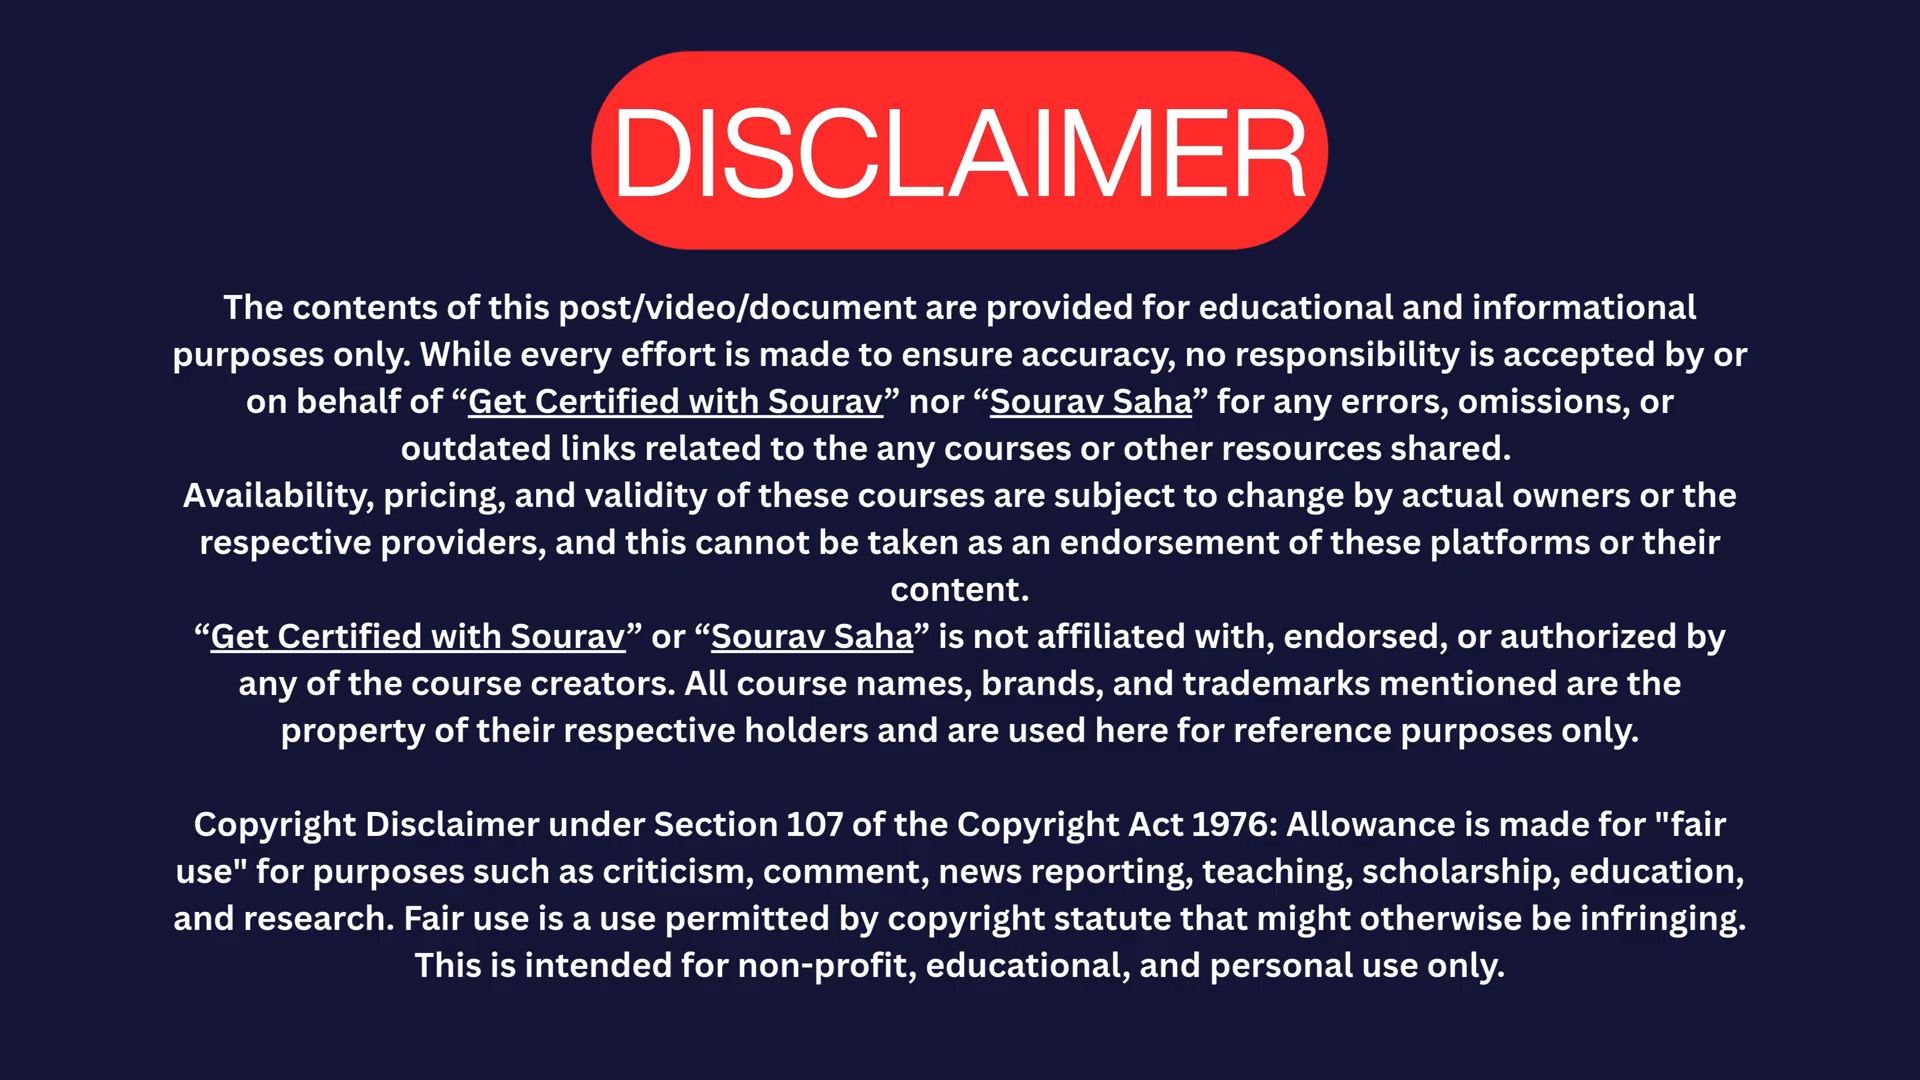 DISCLAIMER
The contents of this post/video/document are provided for educational and informational
purposes only. While every effort is made to ensure accuracy, no responsibility is accepted by or
on behalf of “Get Certified with Sourav” nor “Sourav Saha” for any errors, omissions, or
outdated links related to the any courses or other resources shared.
Availability, pricing, and validity of these courses are subject to change by actual owners or the
respective providers, and this cannot be taken as an endorsement of these platforms or their
content.
“Get Certified with Sourav” or “Sourav Saha” is not affiliated with, endorsed, or authorized by
any of the course creators. All course names, brands, and trademarks mentioned are the
property of their respective holders and are used here for reference purposes only.
Copyright Disclaimer under Section 107 of the Copyright Act 1976: Allowance is made for "fair
use" for purposes such as criticism, comment, news reporting, teaching, scholarship, education,
and research. Fair use is a use permitted by copyright statute that might otherwise be infringing.
This is intended for non-profit, educational, and personal use only.